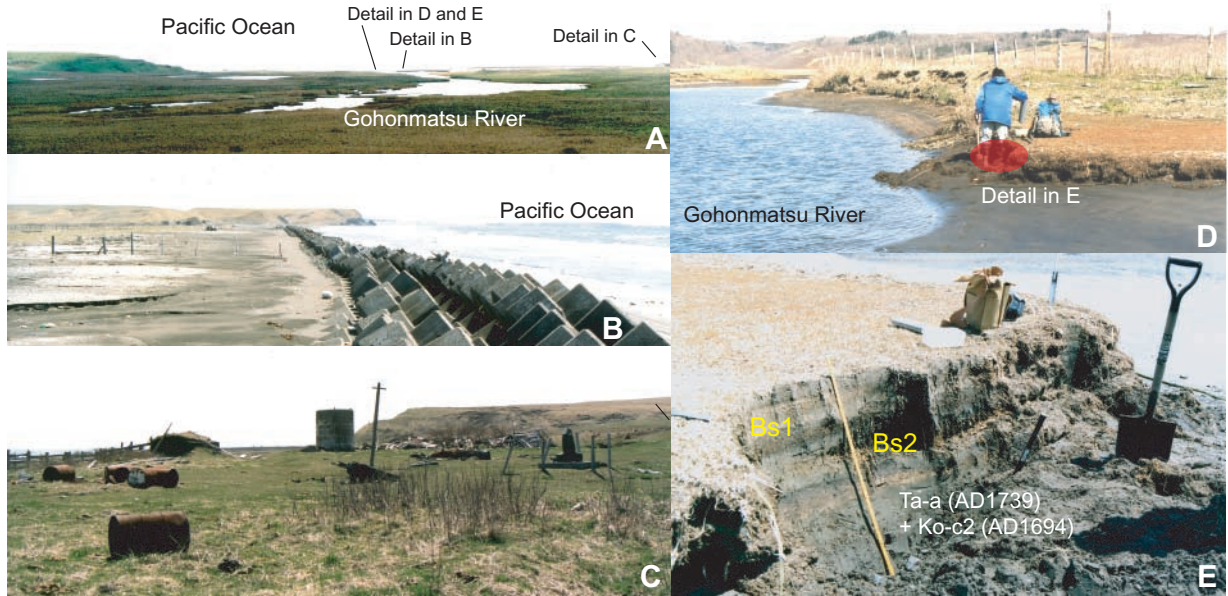 Pacific Ocean
Detail in D and E
Detail in B
Detail in C
Gohonmatsu River
A
Pacific Ocean
B
C
Detail in E
Gohonmatsu River
D
Bs1
Bs2
Ta-a (AD1739)
+ Ko-c2 (AD1694)
E